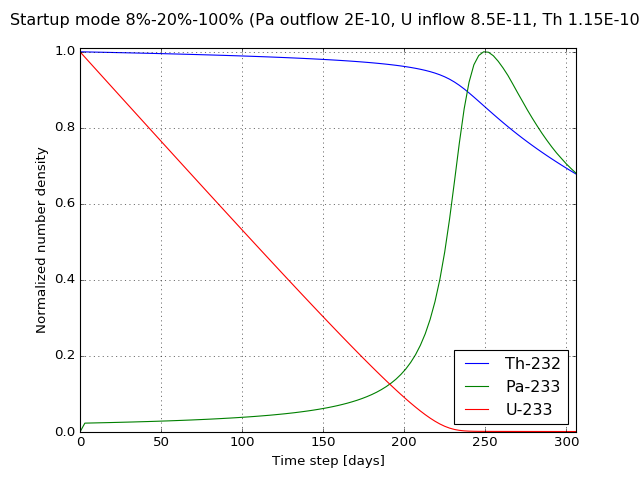 Startup mode 8%-20%-100% (Pa outflow 2E-10, U inflow 8.5E-11, Th 1.15E-10
Normalized number density
1.0
0.8
0.6
0.4
0.2
0.0
0 50 100 150 200 250 300
Time step [days]
Th-232
Pa-233
U-233